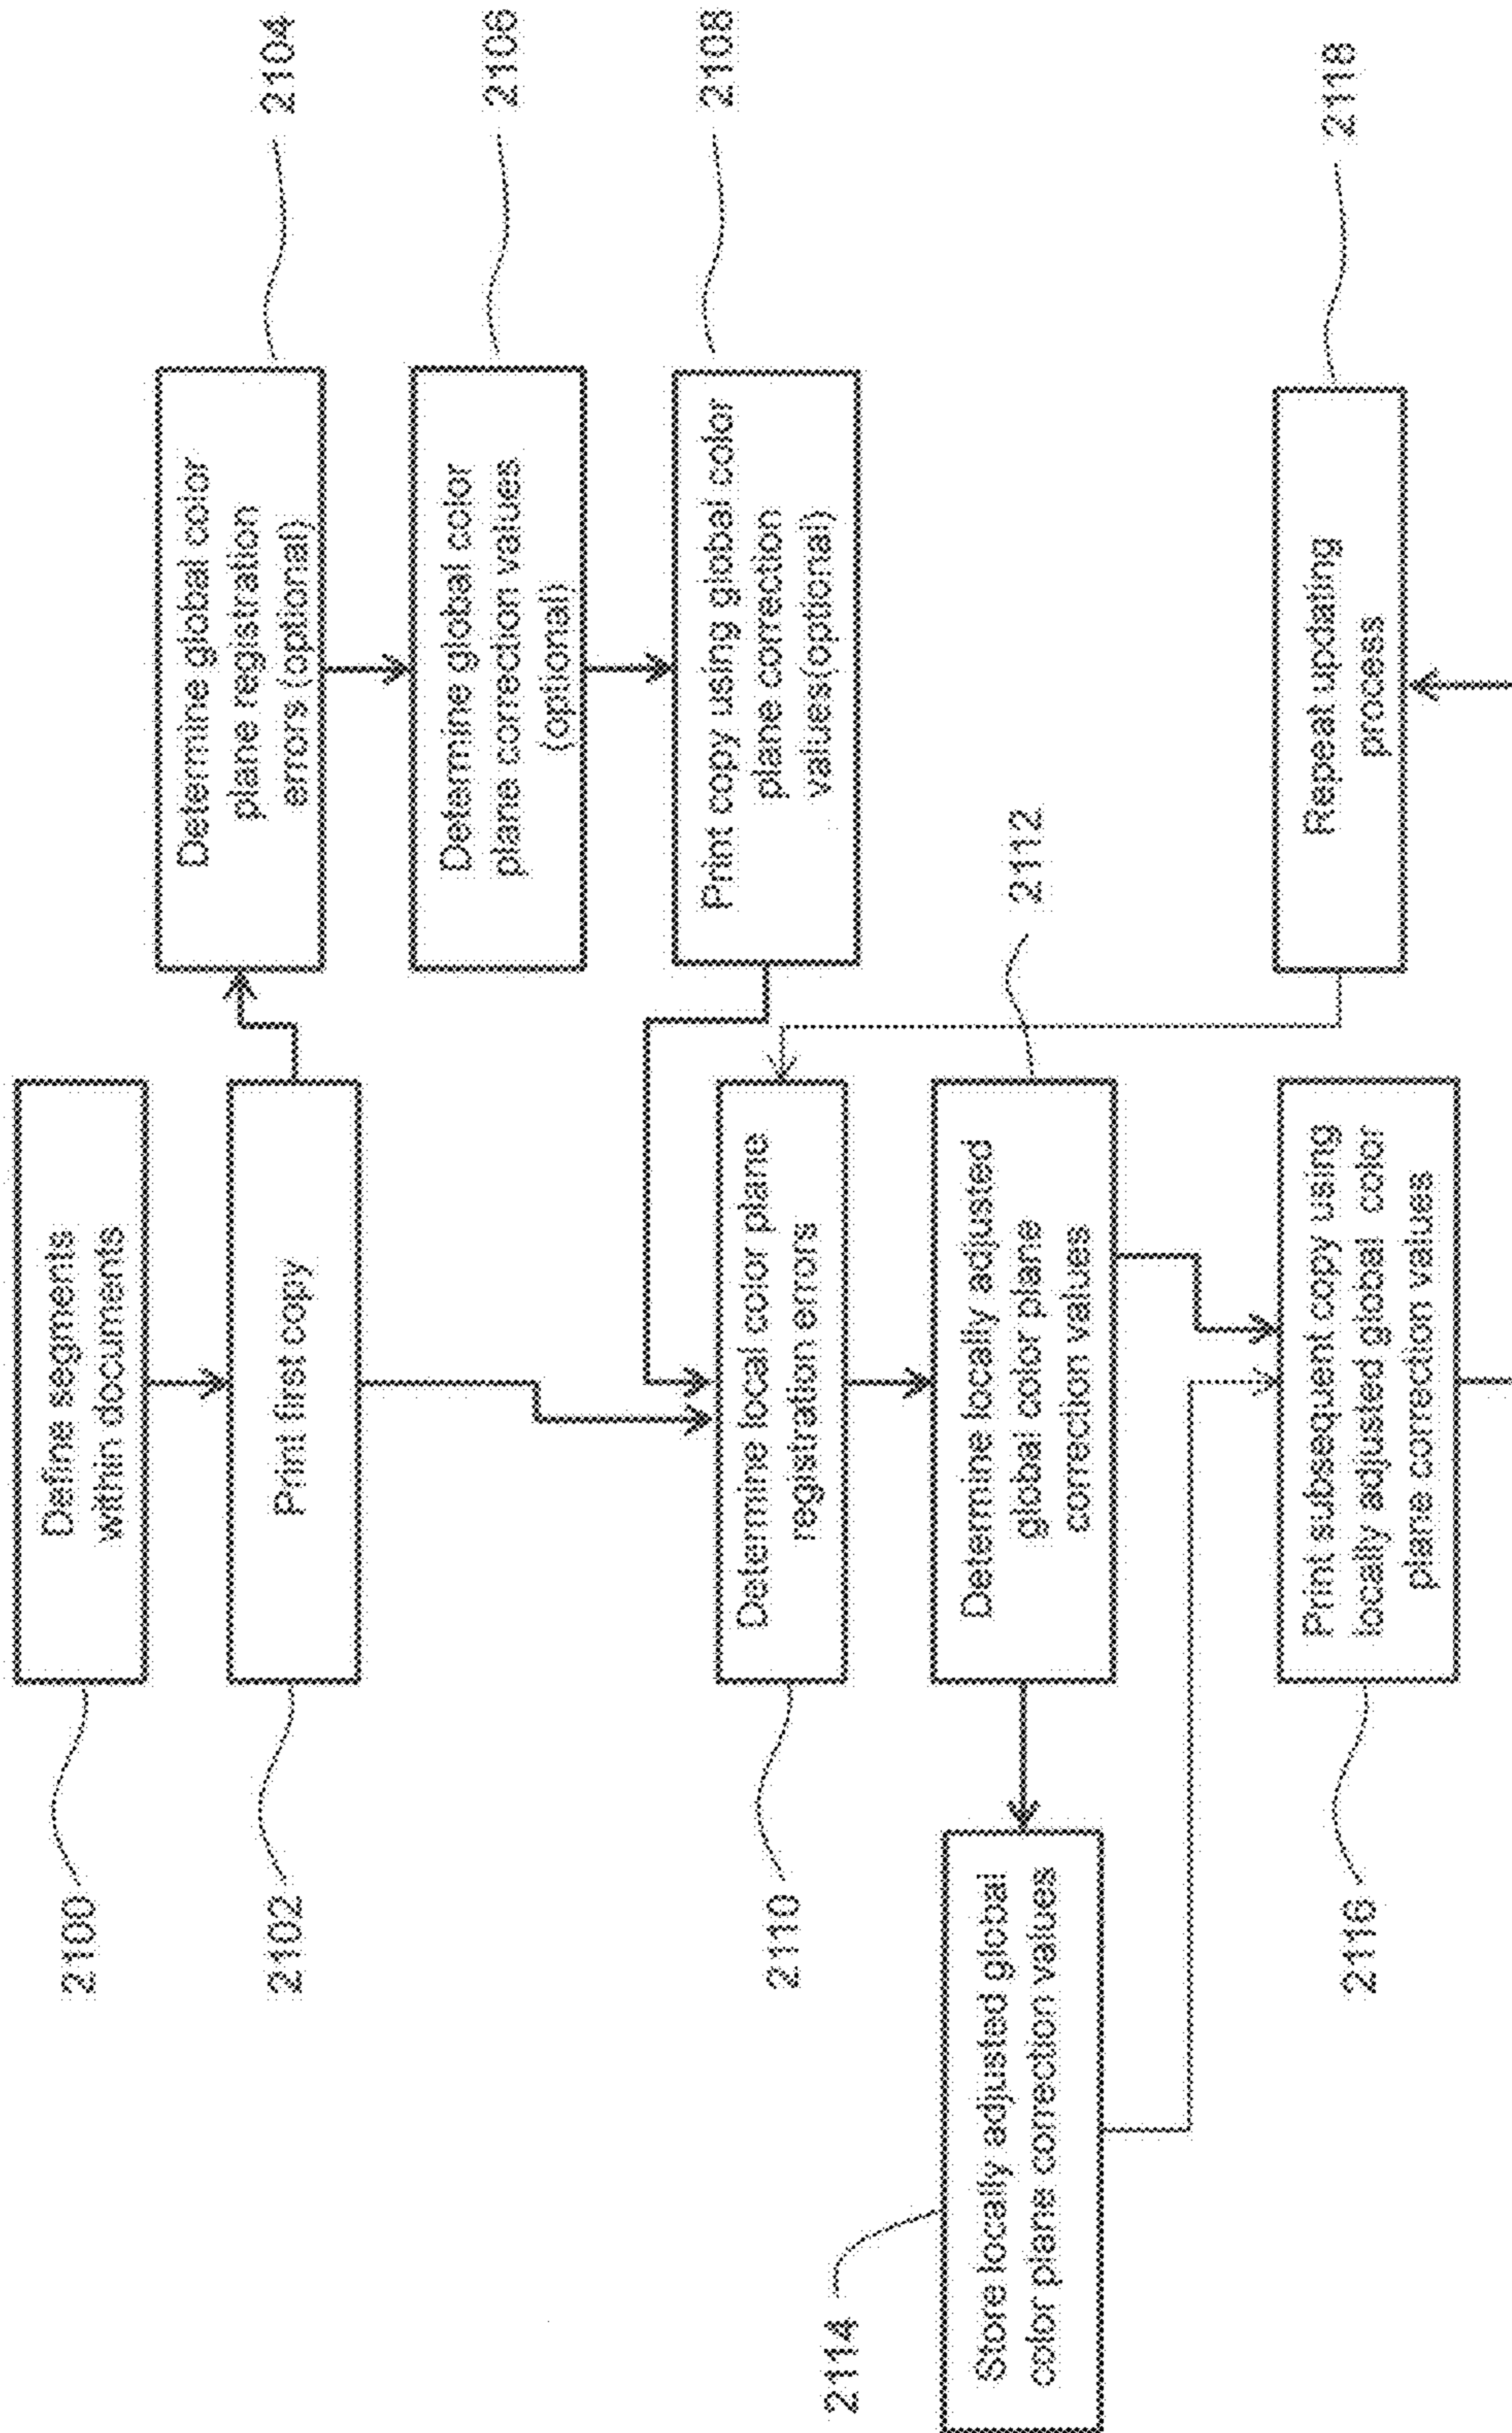 2100
Define segments
within documents
2102
Print first copy
Determine global color
plane registration
errors (optional)
2104
Determine global color
plane correction values
(optional)
2106
Print copy using global color
plane correction
values(optional)
2108
2110
Determine local color plane
registration errors
Determine locally adjusted
global color plane
correction values
2112
2114
Store locally adjusted global
color plans correction values
2116
Print subsequent copy using
locally adjusted global color
plane correction values
Repeat updating
process
2118